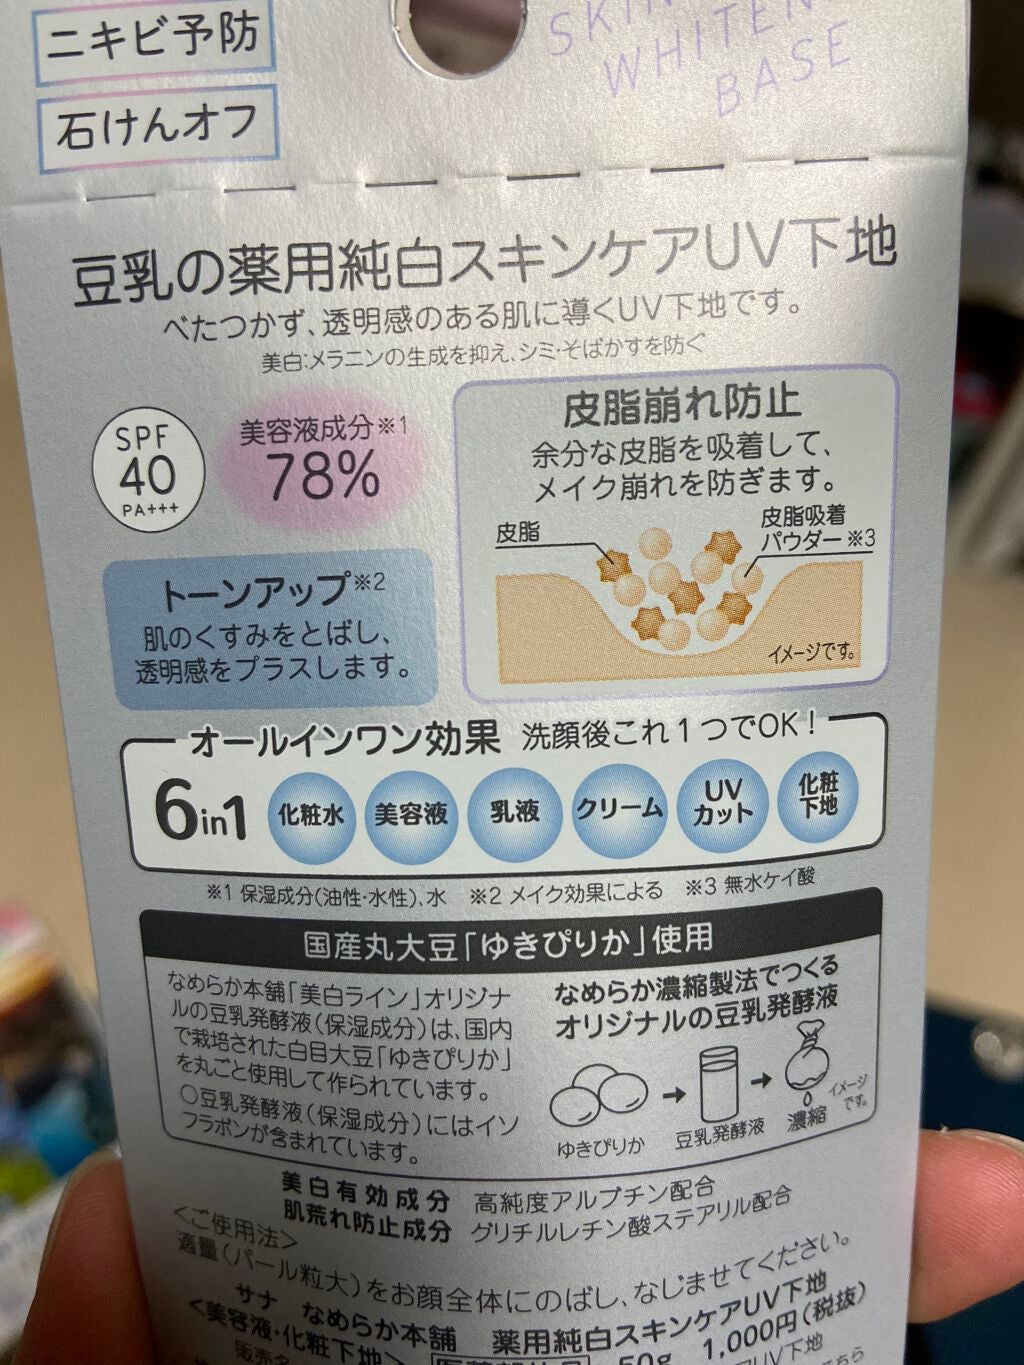 ニキビ予防
石けんオフ
WHITEN
BASE
豆乳の薬用純白スキンケアUV下地
べたつかず、透明感のある肌に導くUV下地です。
美白:メラニンの生成を抑え、シミ・そばかすを防ぐ
SPF
40
PA+++
美容液成分※1
78%
トーンアップ※2
肌のくすみをとばし、
透明感をプラスします。
皮脂崩れ防止
余分な皮脂を吸着して、
メイク崩れを防ぎます。
皮脂
皮脂吸着
パウダー※3
イメージです。
オールインワン効果 洗顔後これ1つでOK!
6in1 化粧水 美容液 乳液 クリーム UVカット 化粧下地
※1 保湿成分(油性・水性)、水 ※2 メイク効果による ※3 無水ケイ酸
国産丸大豆「ゆきぴりか」使用
なめらか本舗「美白ライン」オリジナ
ルの豆乳発酵液(保湿成分)は、国内
で栽培された白目大豆「ゆきぴりか」
を丸ごと使用して作られています。
○豆乳発酵液(保湿成分)にはイソ
フラボンが含まれています。
なめらか濃縮製法でつくる
オリジナルの豆乳発酵液
ゆきぴりか
豆乳発酵液
濃縮
イメージ
です。
美白有効成分 高純度アルブチン配合
肌荒れ防止成分 グリチルレチン酸ステアリル配合
<ご使用法>
適量(パール粒大)をお顔全体にのばし、なじませてください。
サナ なめらか本舗 薬用純白スキンケアUV下地
<美容液・化粧下地> 50g 1,000円(税抜)
販売名
UV下地